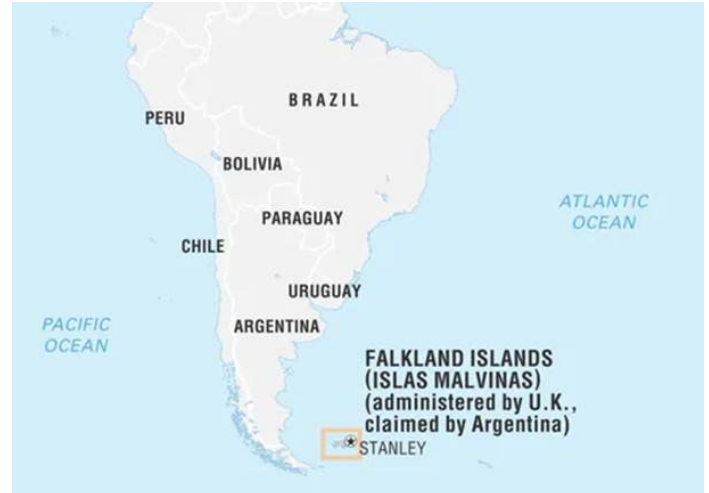 BRAZIL
PERU
BOLIVIA
ATLANTIC
OCEAN
PARAGUAY
CHILE
URUGUAY
PACIFIC
OCEAN
ARGENTINA
FALKLAND ISLANDS
(ISLAS MALVINAS)
(administered by U.K.,
claimed by Argentina)
STANLEY